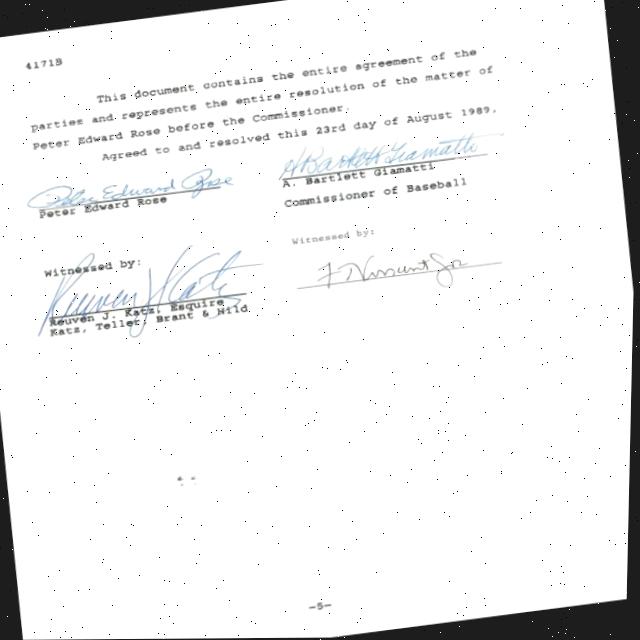 4171B
This document contains the entire agreement of the
parties and represents the entire resolution of the matter of
Peter Edward Rose before the Commissioner.
Agreed to and resolved this 23rd day of August 1989.
Peter Edward Rose
A Bartlett Giamatti
Peter Edward Rose
A. Bartlett Giamatti
Commissioner of Baseball
Witnessed by:
Witnessed by:
Reuven J Katz
Reuven J. Katz, Esquire
Katz, Teller, Brant & Hild
-5-